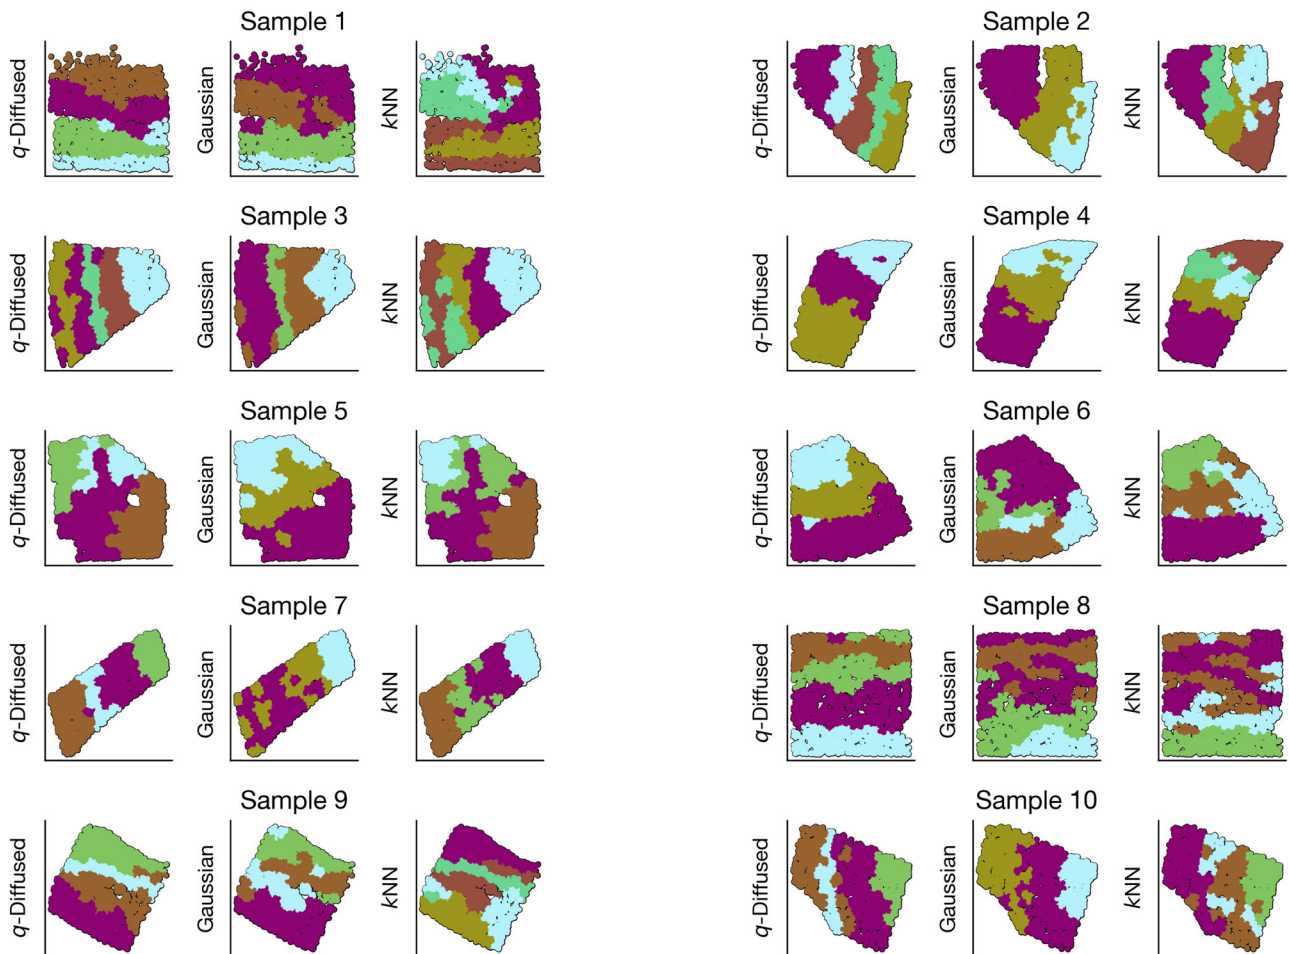 Sample 1
q-Diffused
Gaussian
kNN
Sample 2
q-Diffused
Gaussian
kNN
Sample 3
q-Diffused
Gaussian
kNN
Sample 4
q-Diffused
Gaussian
kNN
Sample 5
q-Diffused
Gaussian
kNN
Sample 6
q-Diffused
Gaussian
kNN
Sample 7
q-Diffused
Gaussian
kNN
Sample 8
q-Diffused
Gaussian
kNN
Sample 9
q-Diffused
Gaussian
kNN
Sample 10
q-Diffused
Gaussian
kNN